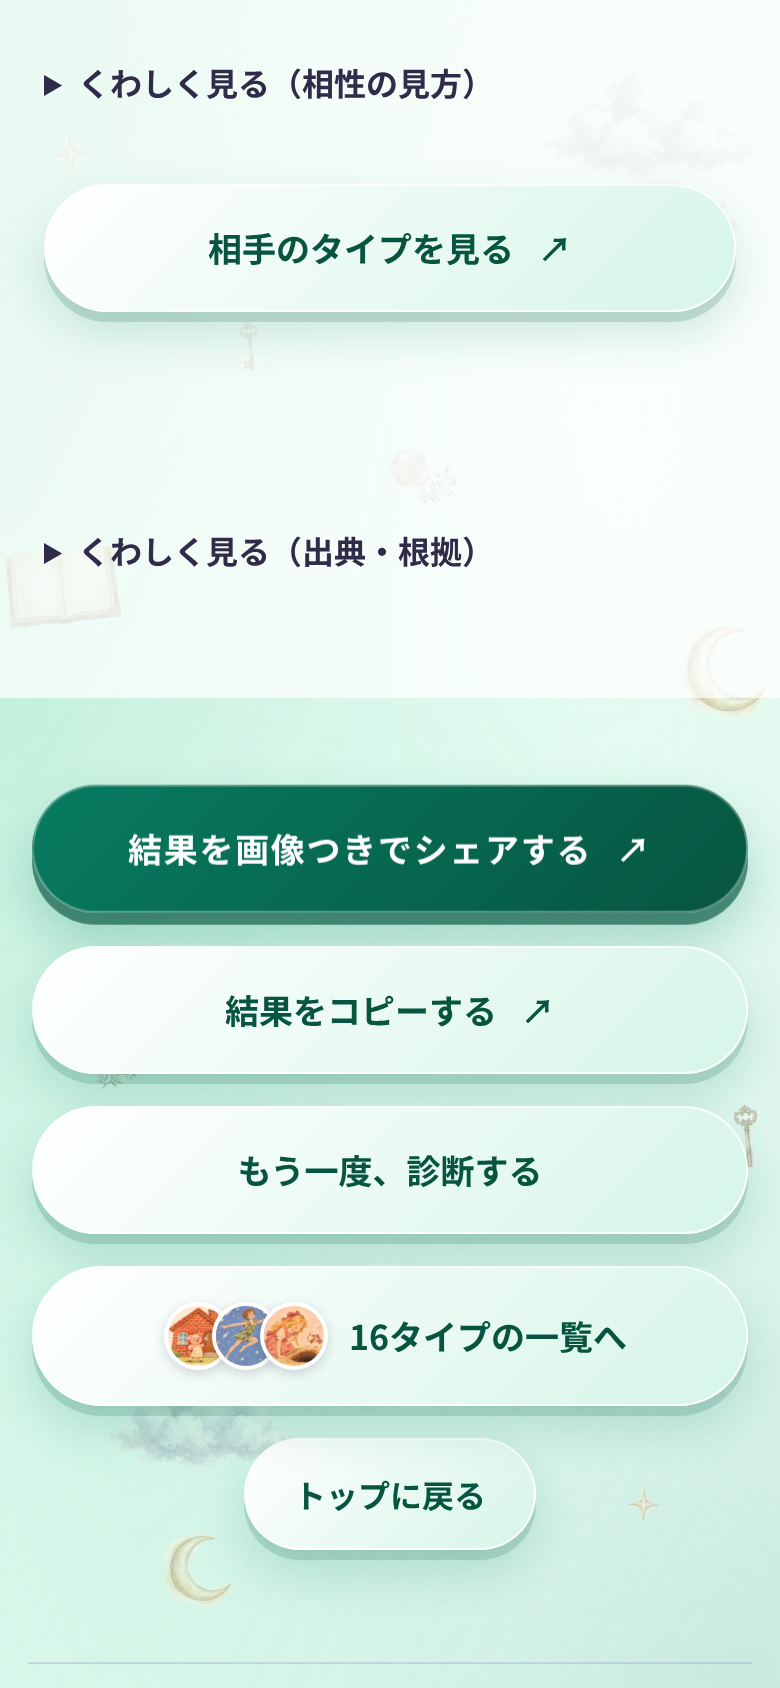 ▶ くわしく見る（相性の見方）
相手のタイプを見る ↗
▶ くわしく見る（出典・根拠）
結果を画像つきでシェアする ↗
結果をコピーする ↗
もう一度、診断する
16タイプの一覧へ
トップに戻る